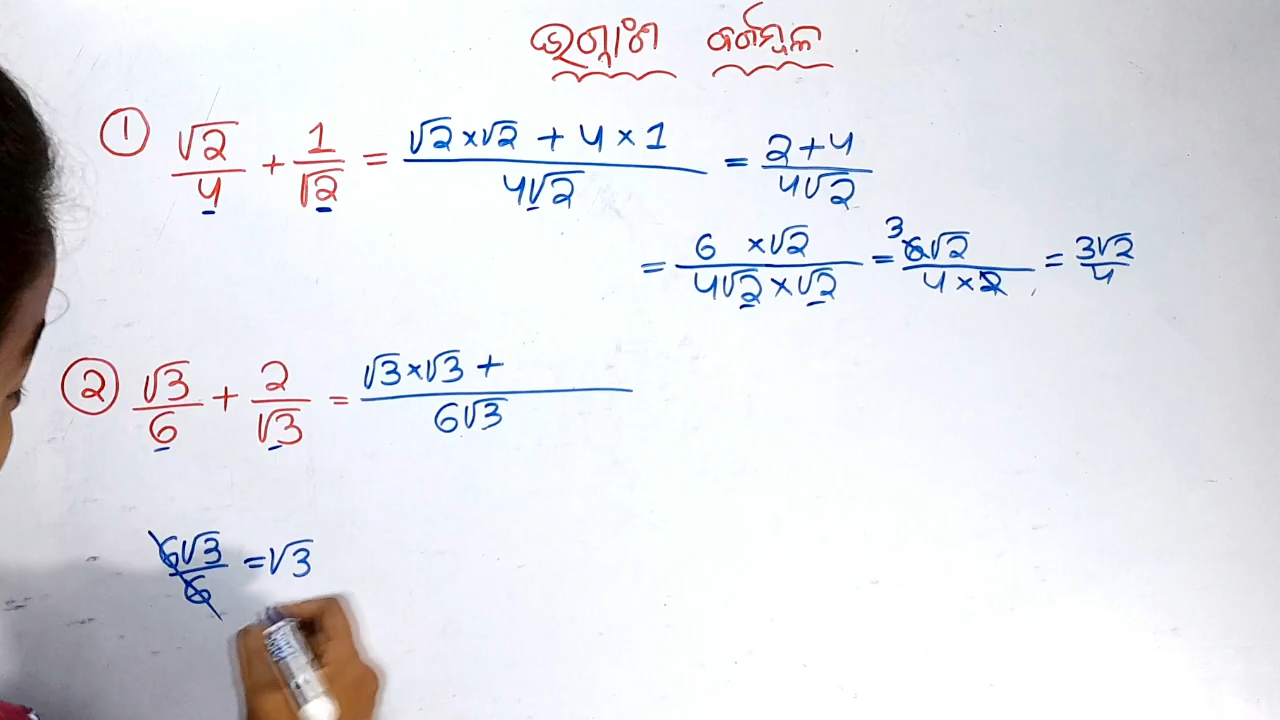 ଭଗ୍ନାଂଶ ବର୍ଗମୂଳ
① √2/4 + 1/√2 = (√2×√2 + 4×1)/(4√2) = (2+4)/(4√2)
= (6 ×√2)/(4√2×√2) = 3 6√2/(4×2) = 3√2/4
② √3/6 + 2/√3 = (√3×√3 +)/(6√3)
6√3/6 = √3